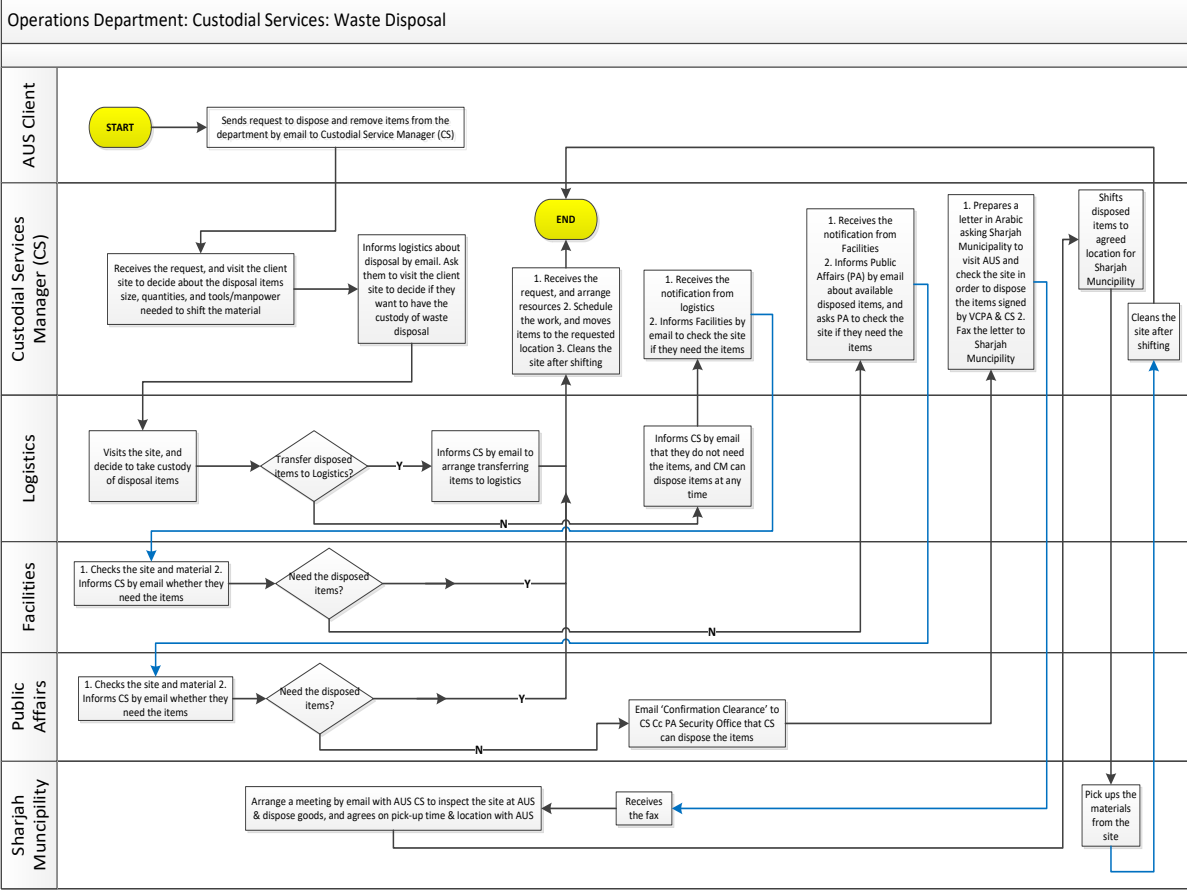 Operations Department: Custodial Services: Waste Disposal
AUS Client
START
Sends request to dispose and remove items from the
department by email to Custodial Service Manager (CS)
Custodial Services
Manager (CS)
Receives the request, and visit the client
site to decide about the disposal items
size, quantities, and tools/manpower
needed to shift the material
Informs logistics about
disposal by email. Ask
them to visit the client
site to decide if they
want to have the
custody of waste
disposal
END
1. Receives the
request, and arrange
resources 2. Schedule
the work, and moves
items to the requested
location 3. Cleans the
site after shifting
1. Receives the
notification from
logistics
2. Informs Facilities by
email to check the site
if they need the items
1. Receives the
notification from
Facilities
2. Informs Public
Affairs (PA) by email
about available
disposed items, and
asks PA to check the
site if they need the
items
1. Prepares a
letter in Arabic
asking Sharjah
Municipality to
visit AUS and
check the site in
order to dispose
the items signed
by VCPA & CS 2.
Fax the letter to
Sharjah
Muncipility
Shifts
disposed
items to
agreed
location for
Sharjah
Municipality
Cleans the
site after
shifting
Logistics
Visits the site, and
decide to take custody
of disposal items
Transfer disposed
items to Logistics?
Y
Informs CS by email to
arrange transferring
items to logistics
Informs CS by email
that they do not need
the items, and CM can
dispose items at any
time
N
Facilities
1. Checks the site and material 2.
Informs CS by email whether they
need the items
Need the disposed
items?
Y
N
Public
Affairs
1. Checks the site and material 2.
Informs CS by email whether they
need the items
Need the disposed
items?
Y
N
Email ‘Confirmation Clearance’ to
CS Cc PA Security Office that CS
can dispose the items
Sharjah
Muncipility
Arrange a meeting by email with AUS CS to inspect the site at AUS
& dispose goods, and agrees on pick-up time & location with AUS
Receives
the fax
Pick ups the
materials
from the
site